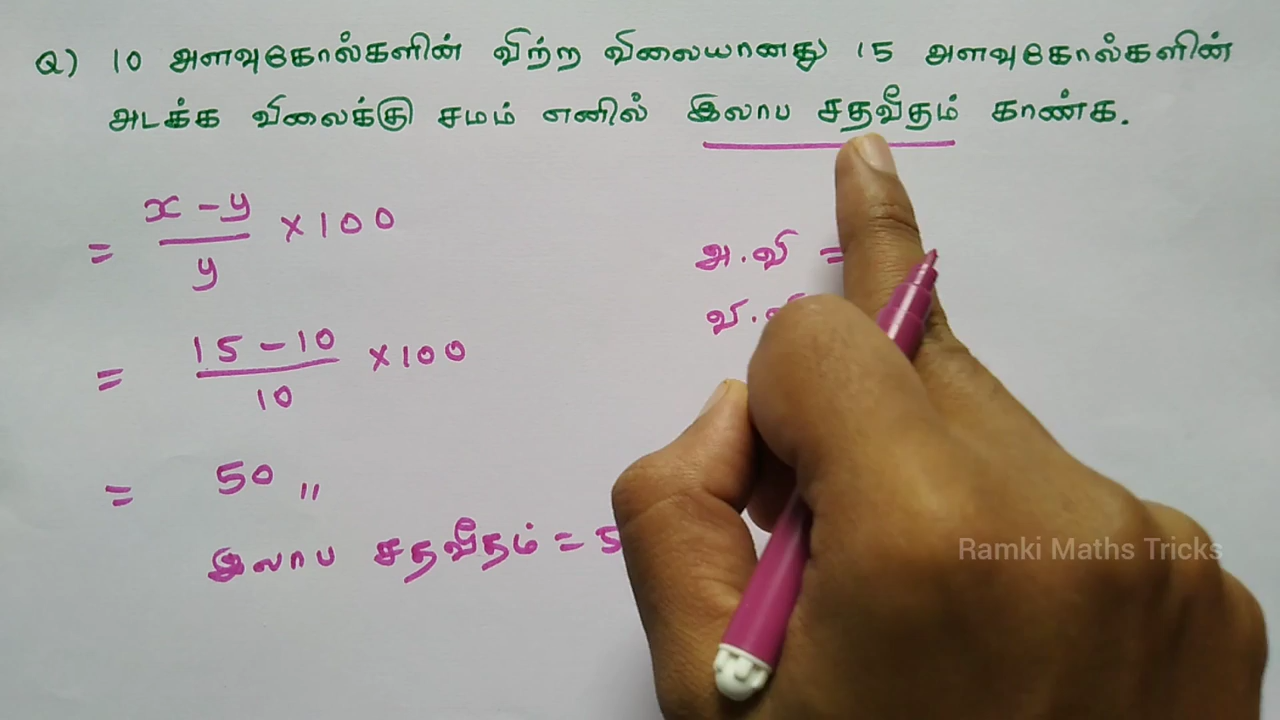 Q) 10 அளவுகோல்களின் விற்ற விலையானது 15 அளவுகோல்களின்
அடக்க விலைக்கு சமம் எனில் இலாப சதவீதம் காண்க.
= x - y / y × 100
அ.வி =
வி.
= 15 - 10 / 10 × 100
= 50 〃
இலாப சதவீதம் = 5
Ramki Maths Tricks